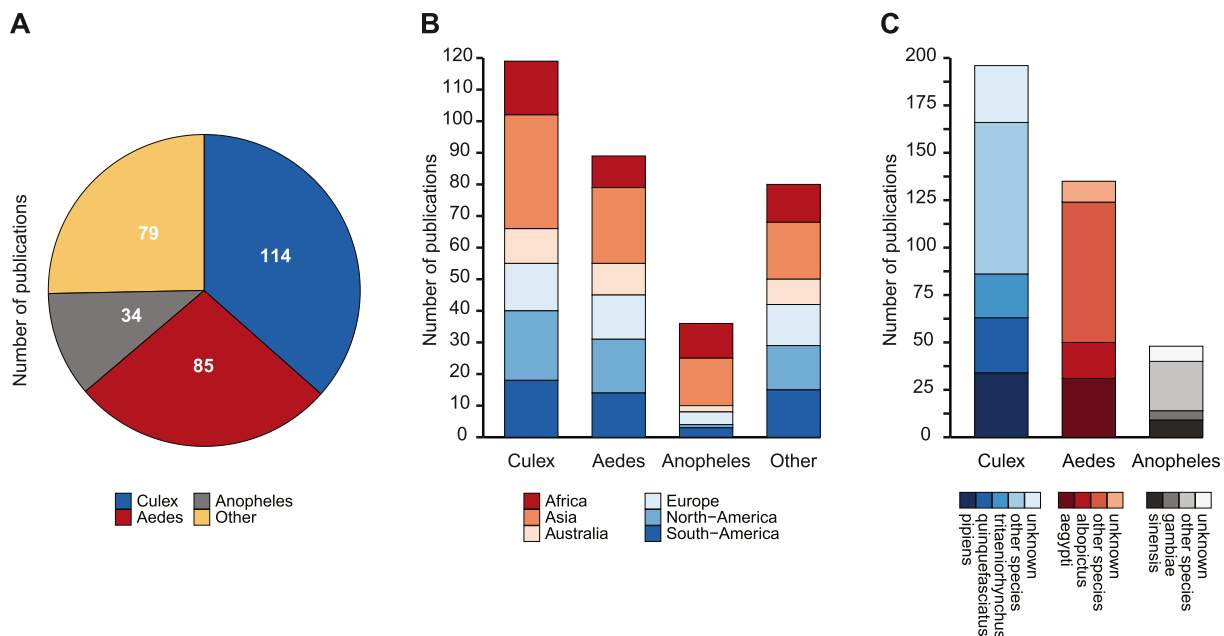 A
Number of publications
114
85
34
79
Culex
Aedes
Anopheles
Other
B
Number of publications
120
110
100
90
80
70
60
50
40
30
20
10
0
Culex
Aedes
Anopheles
Other
Africa
Asia
Australia
Europe
North−America
South−America
C
Number of publications
200
175
150
125
100
75
50
25
0
Culex
Aedes
Anopheles
pipiens
quinquefasciatus
tritaeniorhynchus
other species
unknown
aegypti
albopictus
other species
unknown
sinensis
gambiae
other species
unknown